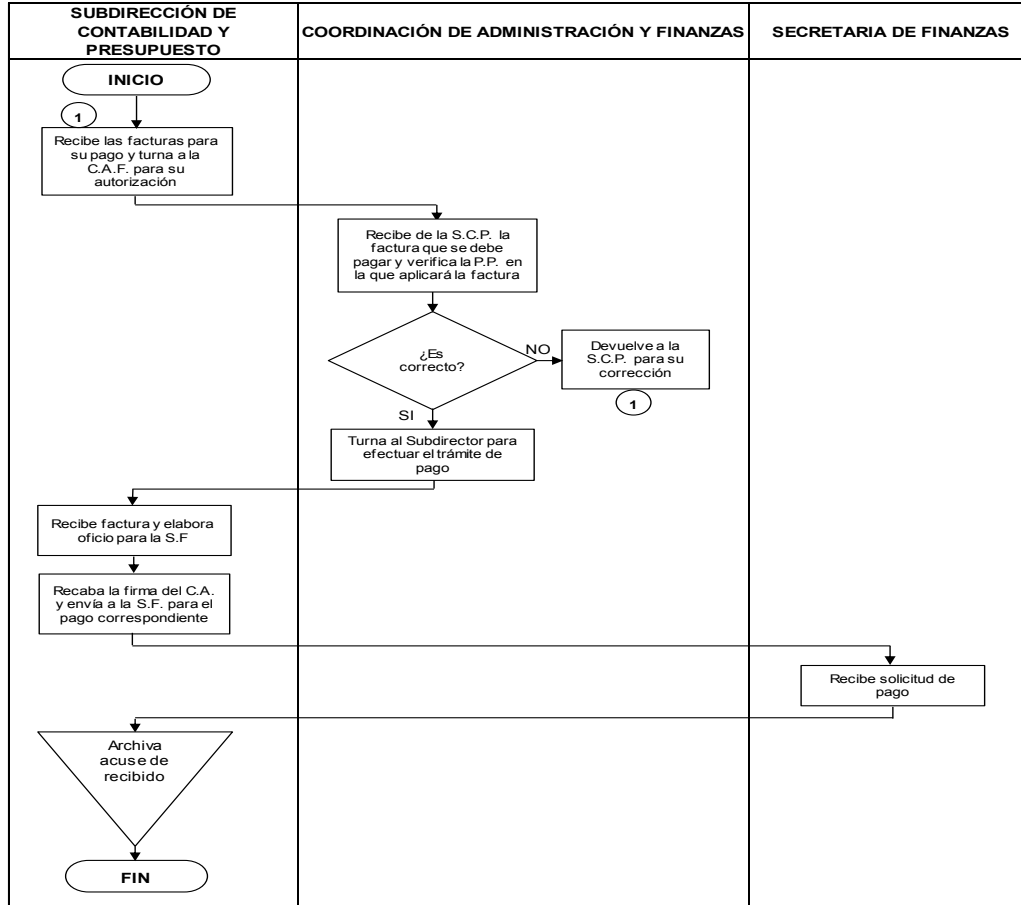 SUBDIRECCIÓN DE
CONTABILIDAD Y
PRESUPUESTO
COORDINACIÓN DE ADMINISTRACIÓN Y FINANZAS
SECRETARIA DE FINANZAS
INICIO
1
Recibe las facturas para
su pago y turna a la
C.A.F. para su
autorización
Recibe de la S.C.P. la
factura que se debe
pagar y verifica la P.P. en
la que aplicará la factura
¿Es
correcto?
NO
Devuelve a la
S.C.P. para su
corrección
1
SI
Turna al Subdirector para
efectuar el trámite de
pago
Recibe factura y elabora
oficio para la S.F
Recaba la firma del C.A.
y envía a la S.F. para el
pago correspondiente
Recibe solicitud de
pago
Archiva
acuse de
recibido
FIN